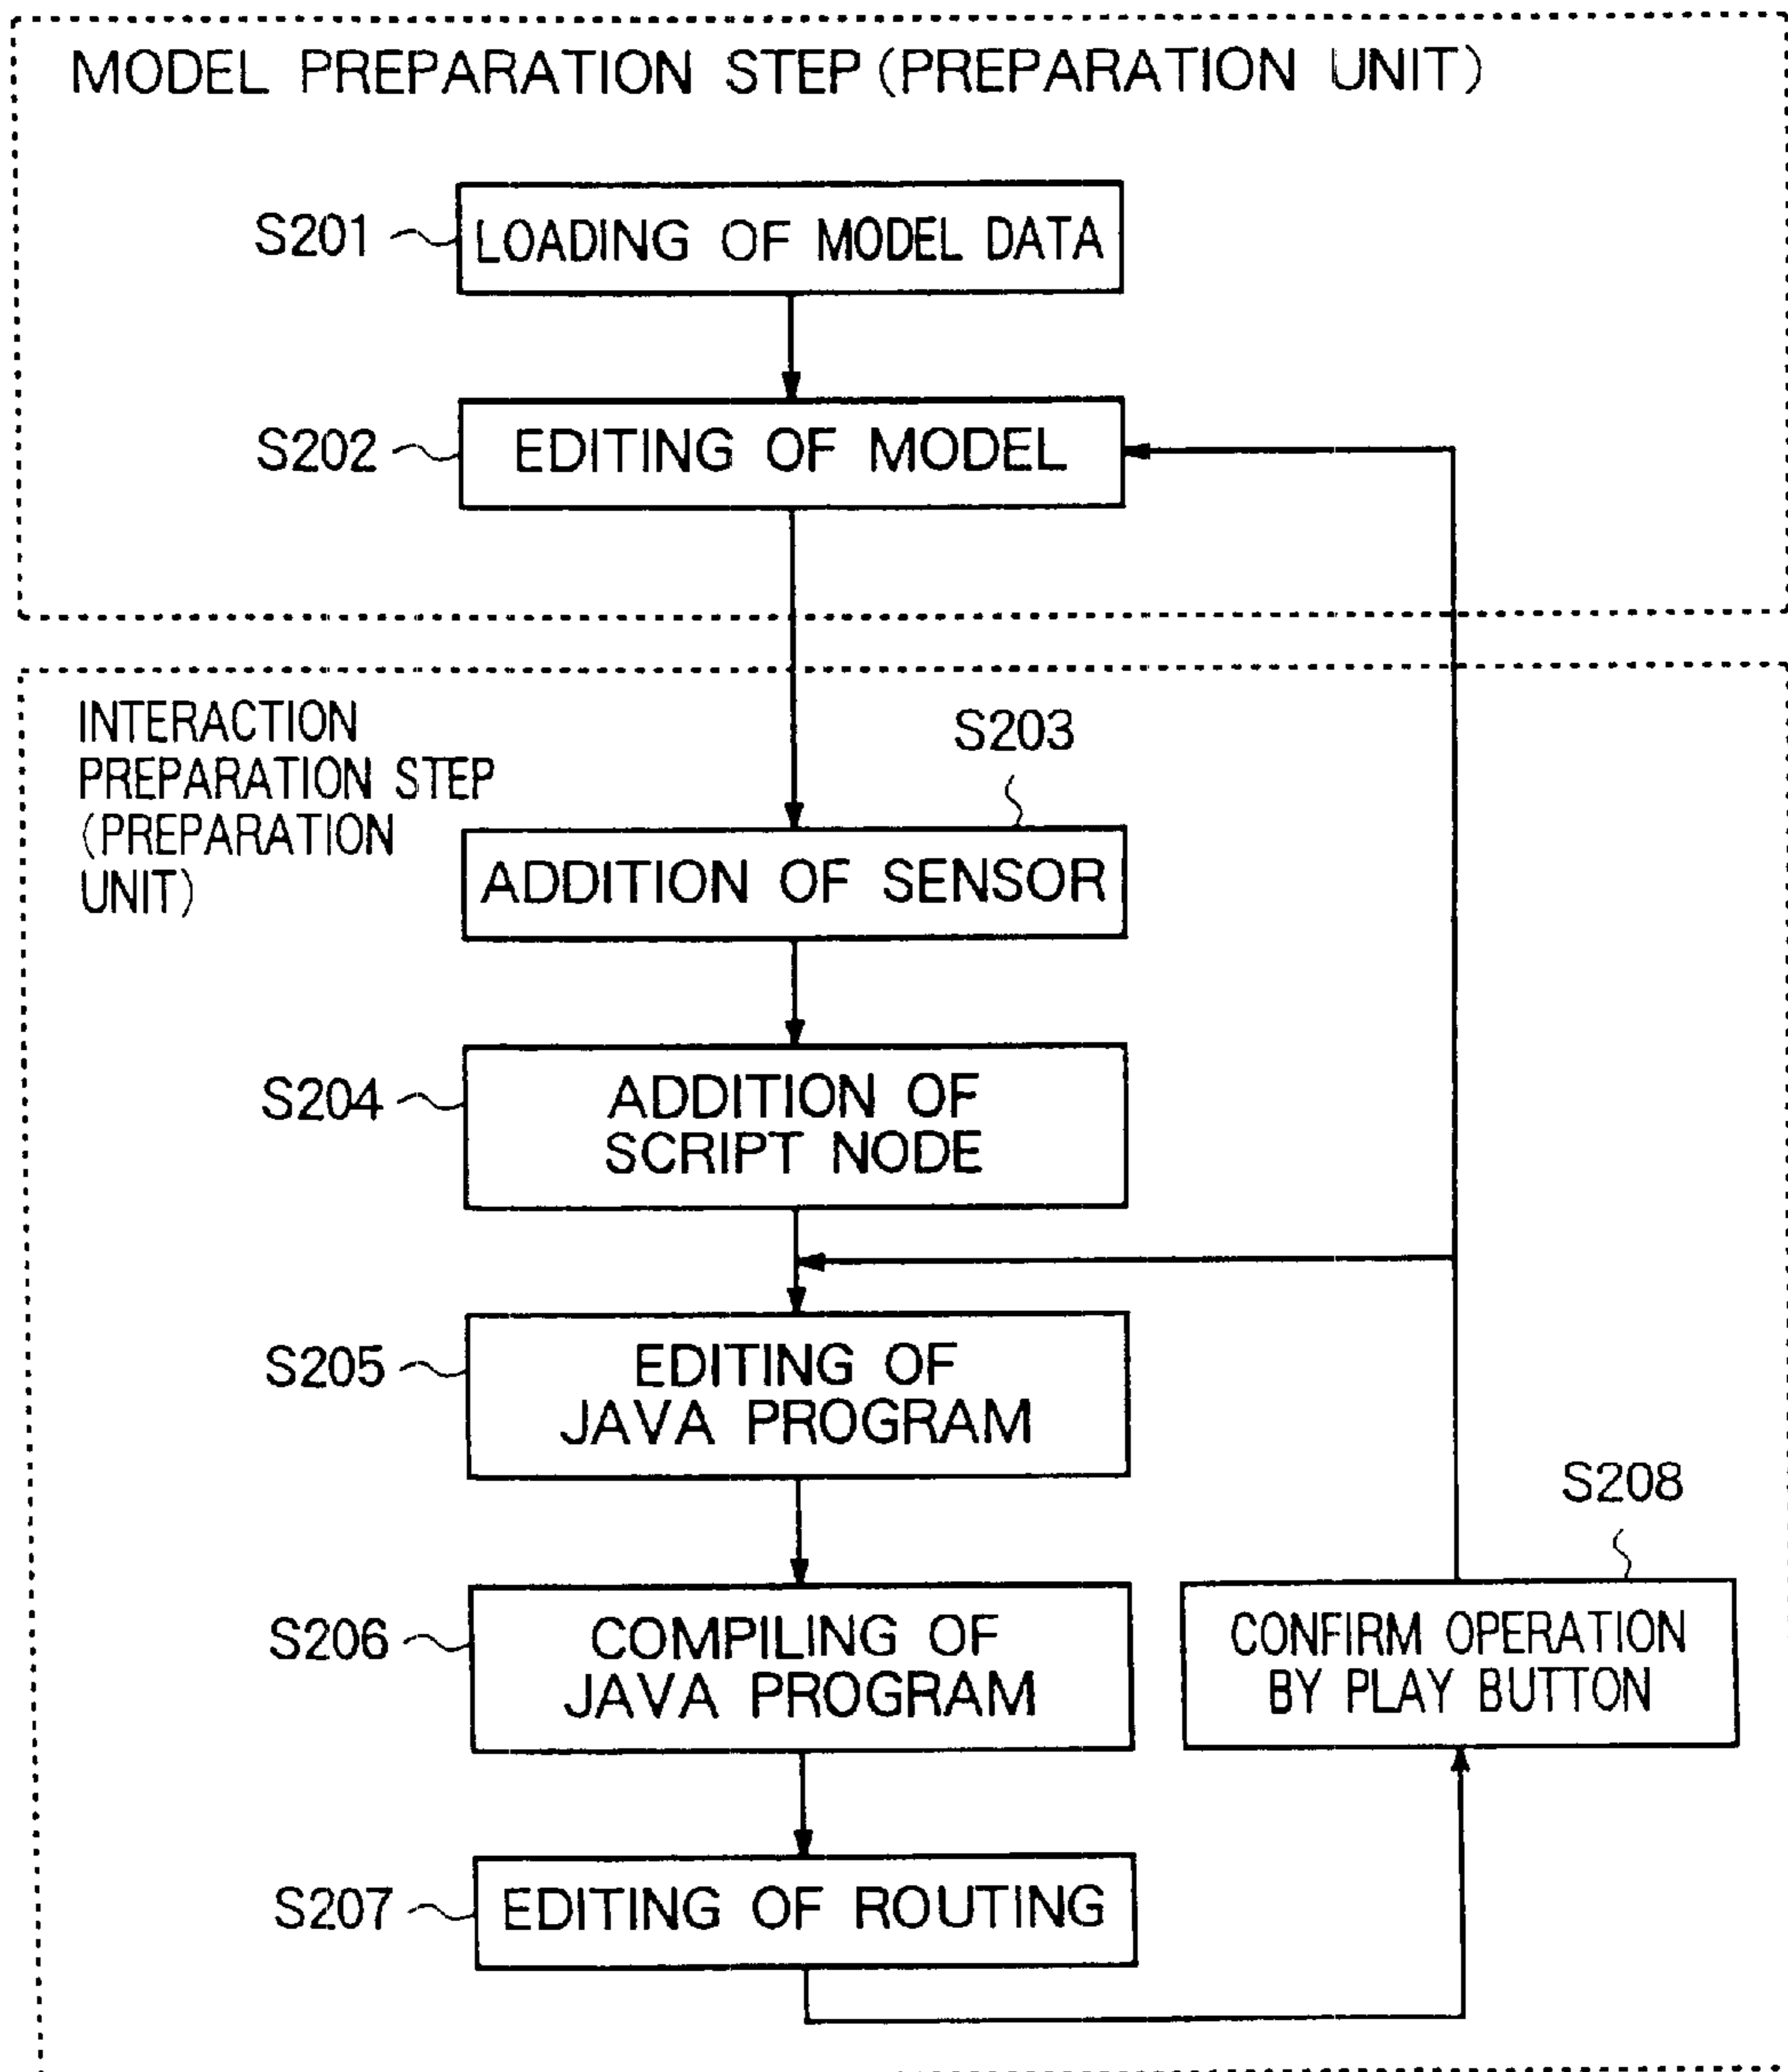 MODEL PREPARATION STEP (PREPARATION UNIT)
S201
LOADING OF MODEL DATA
S202
EDITING OF MODEL
INTERACTION
PREPARATION STEP
(PREPARATION
UNIT)
S203
ADDITION OF SENSOR
S204
ADDITION OF
SCRIPT NODE
S205
EDITING OF
JAVA PROGRAM
S206
COMPILING OF
JAVA PROGRAM
S208
CONFIRM OPERATION
BY PLAY BUTTON
S207
EDITING OF ROUTING